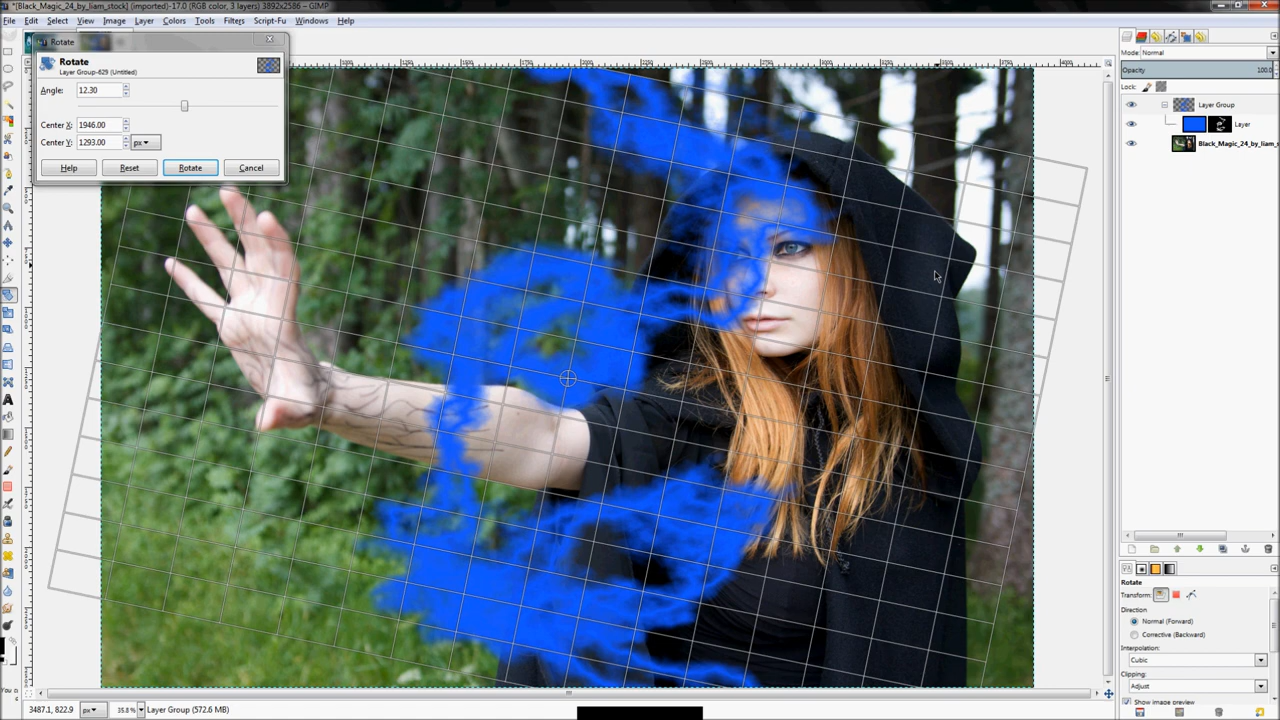 *[Black_Magic_24_by_liam_stock] (imported)-17.0 (RGB color, 3 layers) 3892x2586 – GIMP
File Edit Select View Image Layer Colors Tools Filters Script-Fu Windows Help
Rotate
Rotate
Layer Group-629 (Untitled)
Angle: 12.30
Center X: 1946.00
Center Y: 1293.00 px
Help Reset Rotate Cancel
Mode: Normal
Opacity 100.0
Lock:
Layer Group
Layer
Black_Magic_24_by_liam_s
Rotate
Transform:
Direction
Normal (Forward)
Corrective (Backward)
Interpolation:
Cubic
Clipping:
Adjust
Show image preview
You c
3487.1, 822.9 px 35.8 % Layer Group (572.6 MB)